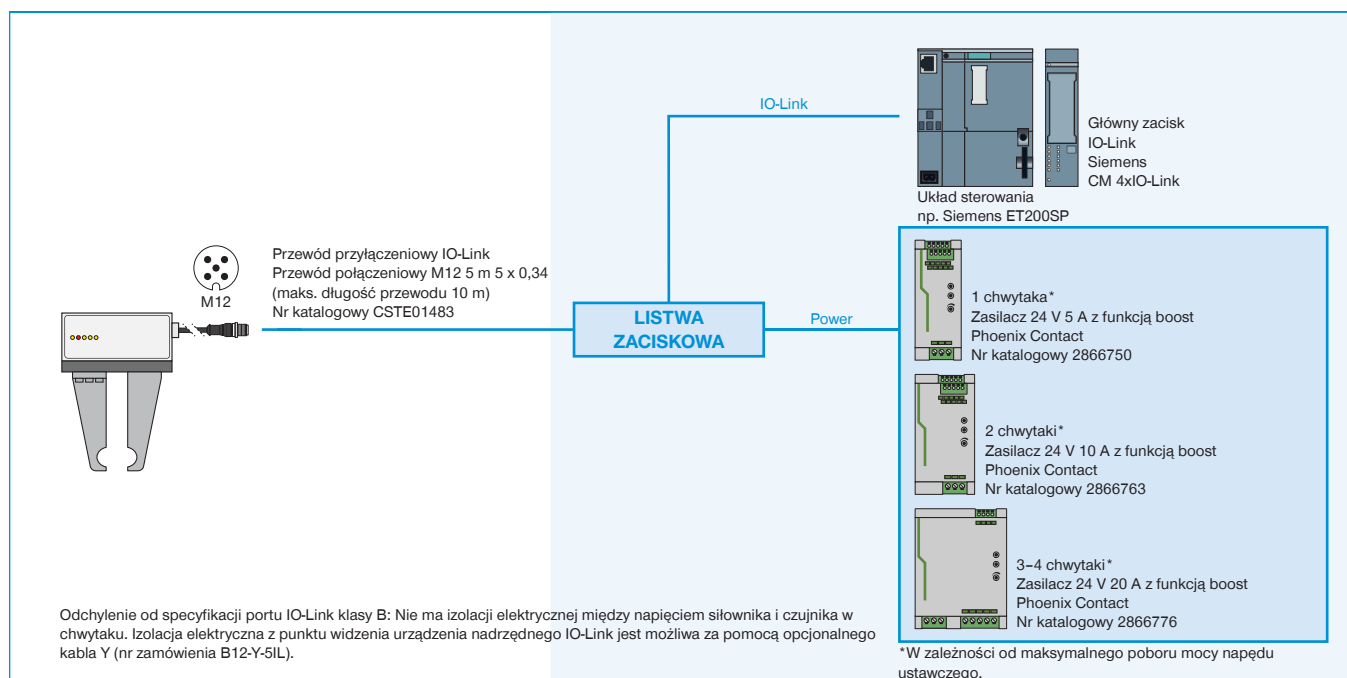 IO-Link
Główny zacisk
IO-Link
Siemens
CM 4xIO-Link
Układ sterowania
np. Siemens ET200SP
M12
Przewód przyłączeniowy IO-Link
Przewód połączeniowy M12 5 m 5 x 0,34
(maks. długość przewodu 10 m)
Nr katalogowy CSTE01483
LISTWA
ZACISKOWA
Power
1 chwytaka*
Zasilacz 24 V 5 A z funkcją boost
Phoenix Contact
Nr katalogowy 2866750
2 chwytaki*
Zasilacz 24 V 10 A z funkcją boost
Phoenix Contact
Nr katalogowy 2866763
3–4 chwytaki*
Zasilacz 24 V 20 A z funkcją boost
Phoenix Contact
Nr katalogowy 2866776
Odchylenie od specyfikacji portu IO-Link klasy B: Nie ma izolacji elektrycznej między napięciem siłownika i czujnika w
chwytaku. Izolacja elektryczna z punktu widzenia urządzenia nadrzędnego IO-Link jest możliwa za pomocą opcjonalnego
kabla Y (nr zamówienia B12-Y-5IL).
*W zależności od maksymalnego poboru mocy napędu
ustawczego.